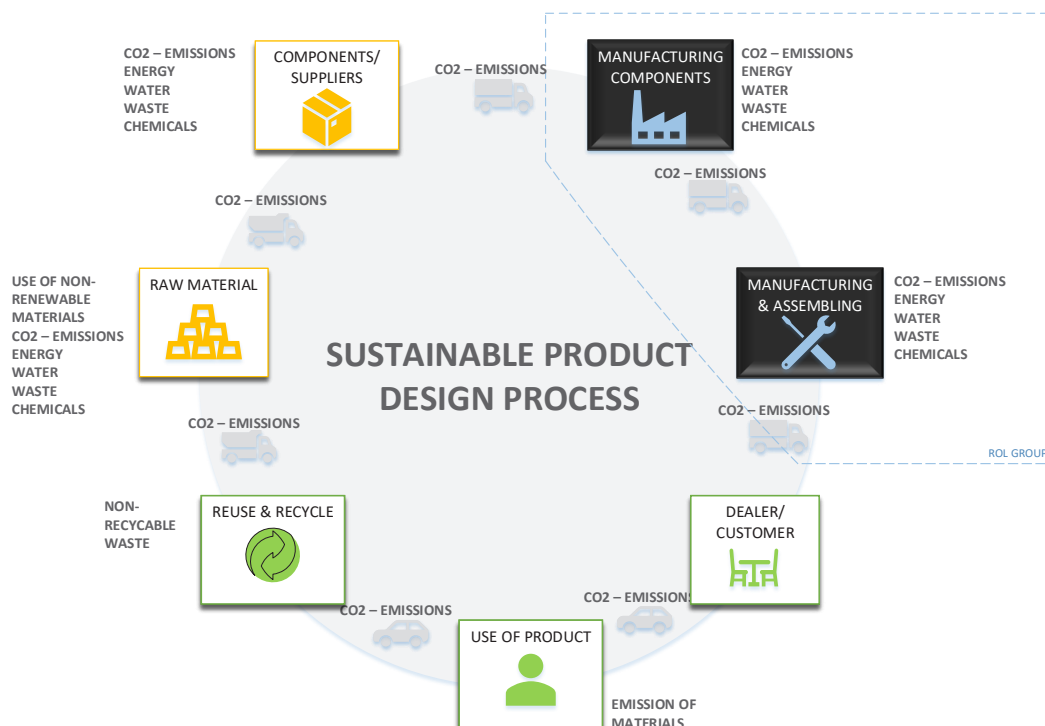 CO2 – EMISSIONS
ENERGY
WATER
WASTE
CHEMICALS
COMPONENTS/
SUPPLIERS
CO2 – EMISSIONS
MANUFACTURING
COMPONENTS
CO2 – EMISSIONS
ENERGY
WATER
WASTE
CHEMICALS
CO2 – EMISSIONS
CO2 – EMISSIONS
USE OF NON-
RENEWABLE
MATERIALS
CO2 – EMISSIONS
ENERGY
WATER
WASTE
CHEMICALS
RAW MATERIAL
MANUFACTURING
& ASSEMBLING
CO2 – EMISSIONS
ENERGY
WATER
WASTE
CHEMICALS
SUSTAINABLE PRODUCT
DESIGN PROCESS
CO2 – EMISSIONS
CO2 – EMISSIONS
ROL GROUP
NON-
RECYCABLE
WASTE
REUSE & RECYCLE
DEALER/
CUSTOMER
CO2 – EMISSIONS
CO2 – EMISSIONS
USE OF PRODUCT
EMISSION OF
MATERIALS